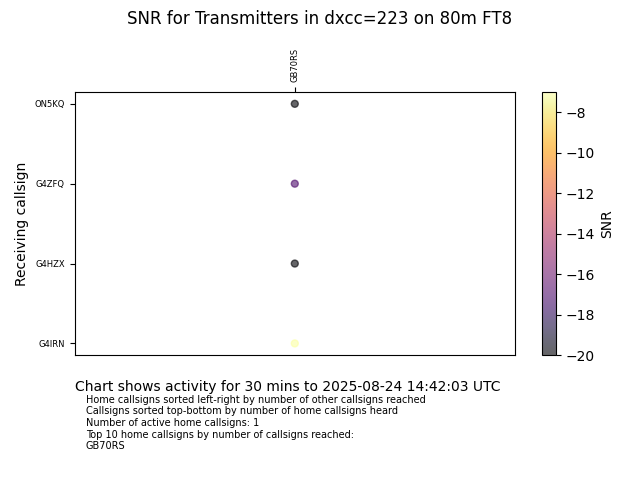 SNR for Transmitters in dxcc=223 on 80m FT8
GB70RS
ON5KQ
G4ZFQ
G4HZX
G4IRN
Receiving callsign
−8
−10
−12
−14
−16
−18
−20
SNR
Chart shows activity for 30 mins to 2025-08-24 14:42:03 UTC
Home callsigns sorted left-right by number of other callsigns reached
Callsigns sorted top-bottom by number of home callsigns heard
Number of active home callsigns: 1
Top 10 home callsigns by number of callsigns reached:
GB70RS